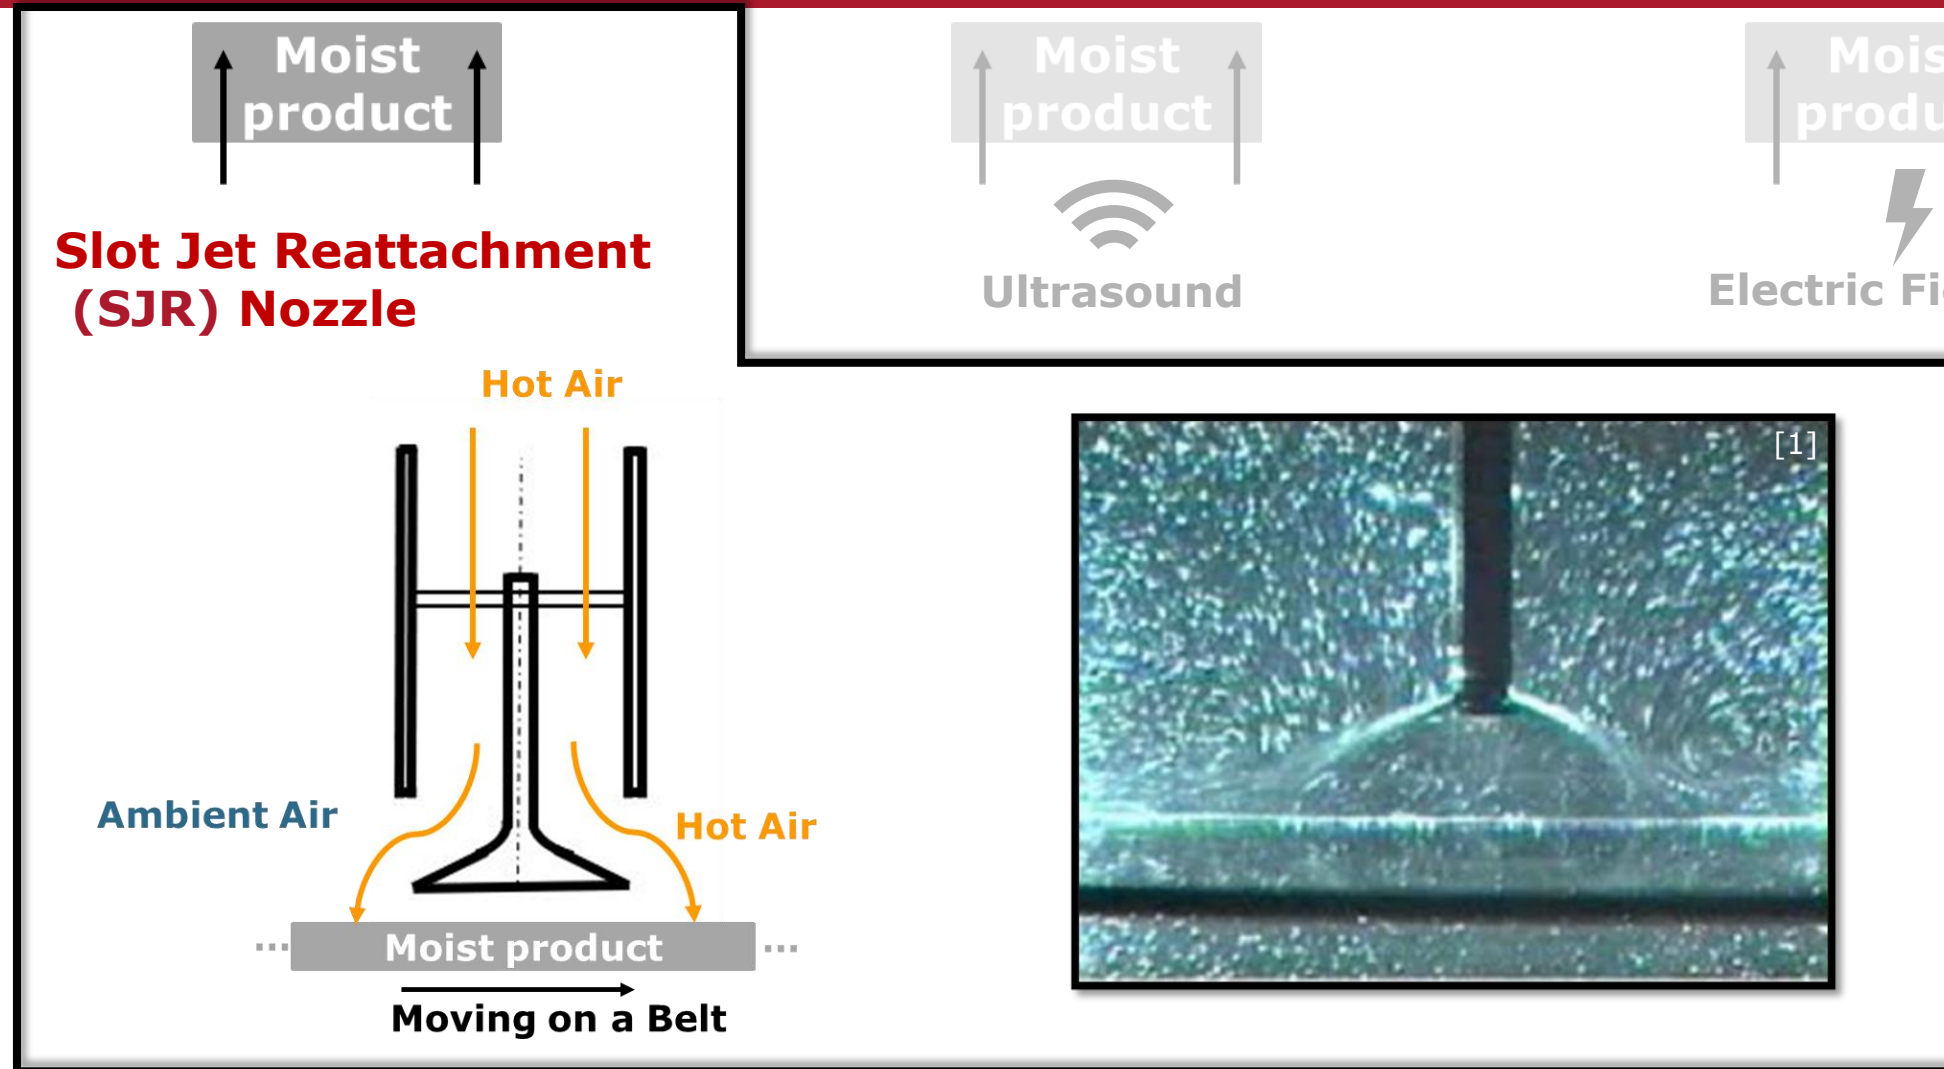 Moist
product
Moist
product
Slot Jet Reattachment
(SJR) Nozzle
Ultrasound
Electric
Hot Air
[1]
Ambient Air
Hot Air
... Moist product ...
Moving on a Belt